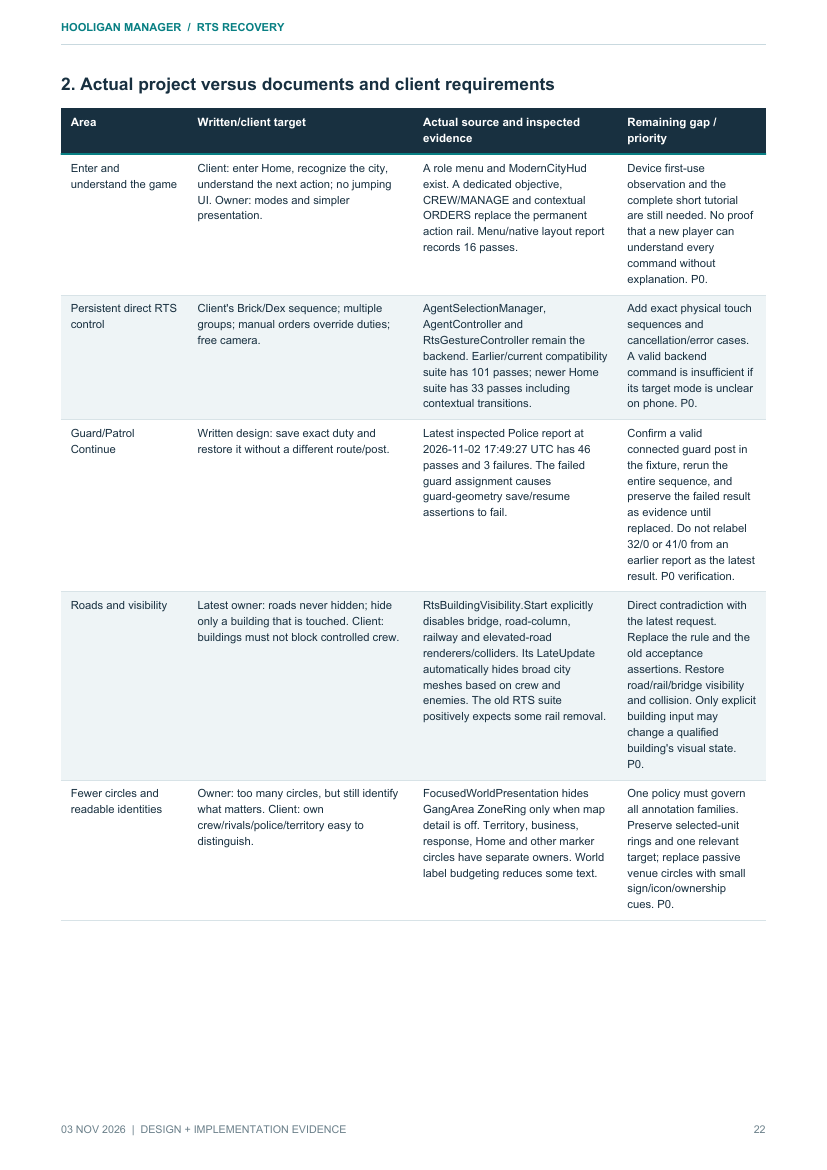 HOOLIGAN MANAGER / RTS RECOVERY
2. Actual project versus documents and client requirements
Area
Written/client target
Actual source and inspected
evidence
Remaining gap /
priority
Enter and
understand the game
Client: enter Home, recognize the city,
understand the next action; no jumping
UI. Owner: modes and simpler
presentation.
A role menu and ModernCityHud
exist. A dedicated objective,
CREW/MANAGE and contextual
ORDERS replace the permanent
action rail. Menu/native layout report
records 16 passes.
Device first-use
observation and the
complete short tutorial
are still needed. No proof
that a new player can
understand every
command without
explanation. P0.
Persistent direct RTS
control
Client's Brick/Dex sequence; multiple
groups; manual orders override duties;
free camera.
AgentSelectionManager,
AgentController and
RtsGestureController remain the
backend. Earlier/current compatibility
suite has 101 passes; newer Home
suite has 33 passes including
contextual transitions.
Add exact physical touch
sequences and
cancellation/error cases.
A valid backend
command is insufficient if
its target mode is unclear
on phone. P0.
Guard/Patrol
Continue
Written design: save exact duty and
restore it without a different route/post.
Latest inspected Police report at
2026-11-02 17:49:27 UTC has 46
passes and 3 failures. The failed
guard assignment causes
guard-geometry save/resume
assertions to fail.
Confirm a valid
connected guard post in
the fixture, rerun the
entire sequence, and
preserve the failed result
as evidence until
replaced. Do not relabel
32/0 or 41/0 from an
earlier report as the latest
result. P0 verification.
Roads and visibility
Latest owner: roads never hidden; hide
only a building that is touched. Client:
buildings must not block controlled crew.
RtsBuildingVisibility.Start explicitly
disables bridge, road-column,
railway and elevated-road
renderers/colliders. Its LateUpdate
automatically hides broad city
meshes based on crew and
enemies. The old RTS suite
positively expects some rail removal.
Direct contradiction with
the latest request.
Replace the rule and the
old acceptance
assertions. Restore
road/rail/bridge visibility
and collision. Only explicit
building input may
change a qualified
building's visual state.
P0.
Fewer circles and
readable identities
Owner: too many circles, but still identify
what matters. Client: own
crew/rivals/police/territory easy to
distinguish.
FocusedWorldPresentation hides
GangArea ZoneRing only when map
detail is off. Territory, business,
response, Home and other marker
circles have separate owners. World
label budgeting reduces some text.
One policy must govern
all annotation families.
Preserve selected-unit
rings and one relevant
target; replace passive
venue circles with small
sign/icon/ownership
cues. P0.
03 NOV 2026 | DESIGN + IMPLEMENTATION EVIDENCE
22